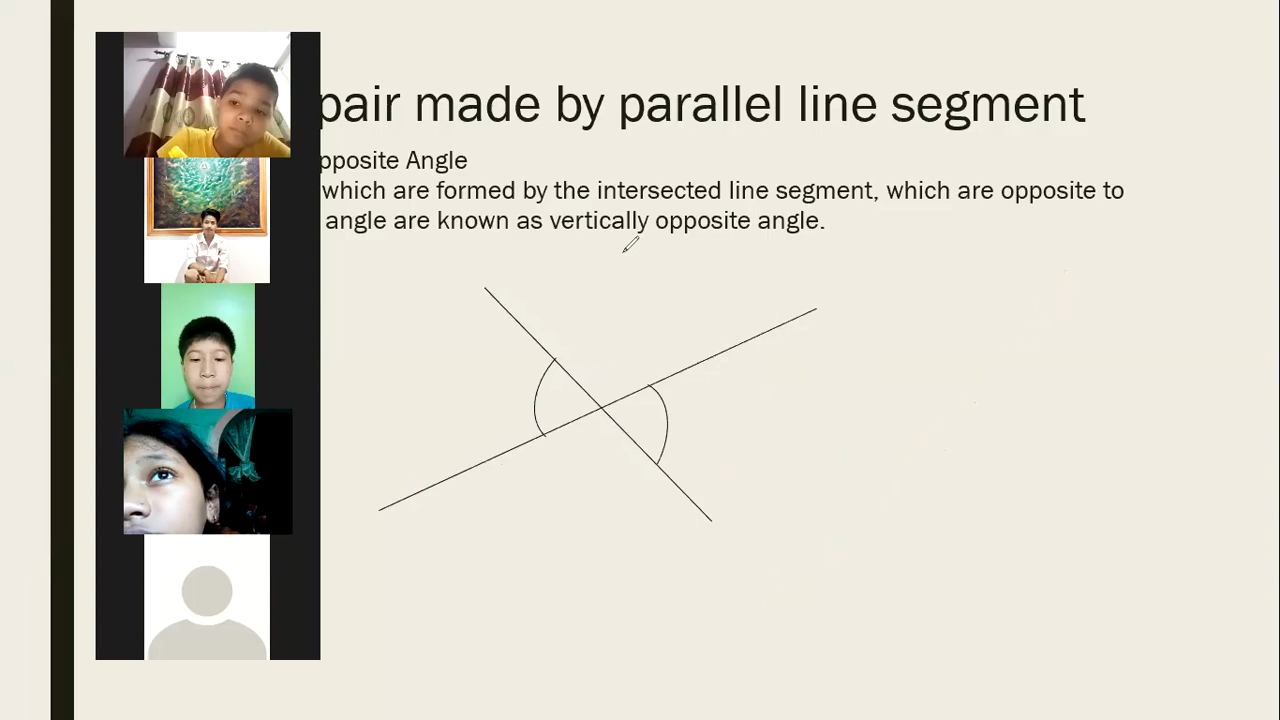 pair made by parallel line segment
pposite Angle
which are formed by the intersected line segment, which are opposite to
angle are known as vertically opposite angle.